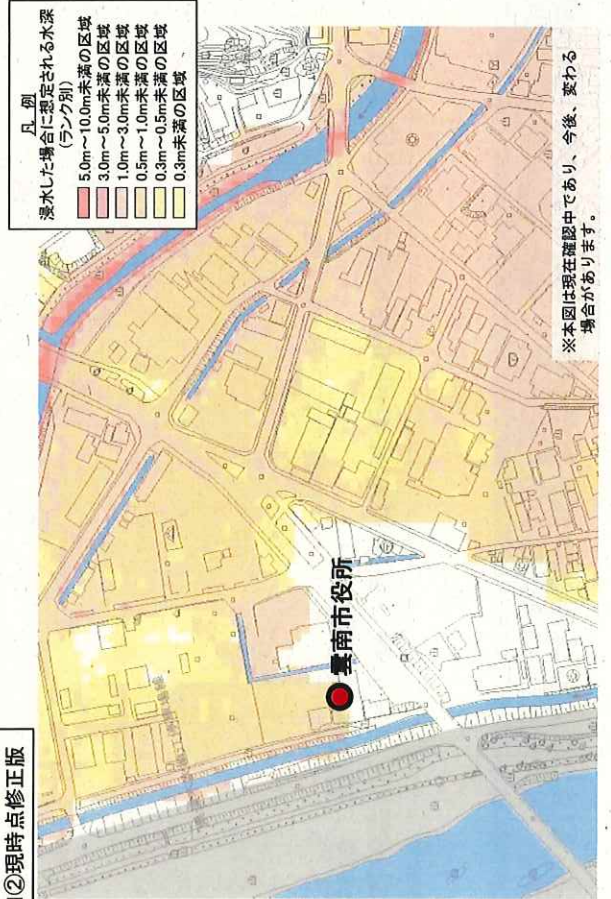 ②現時点修正版
凡 例
浸水した場合に想定される水深
(ランク別)
5.0m～10.0m未満の区域
3.0m～5.0m未満の区域
1.0m～3.0m未満の区域
0.5m～1.0m未満の区域
0.3m～0.5m未満の区域
0.3m未満の区域
雲南市役所
※本図は現在確認中であり、今後、変わる
場合があります。